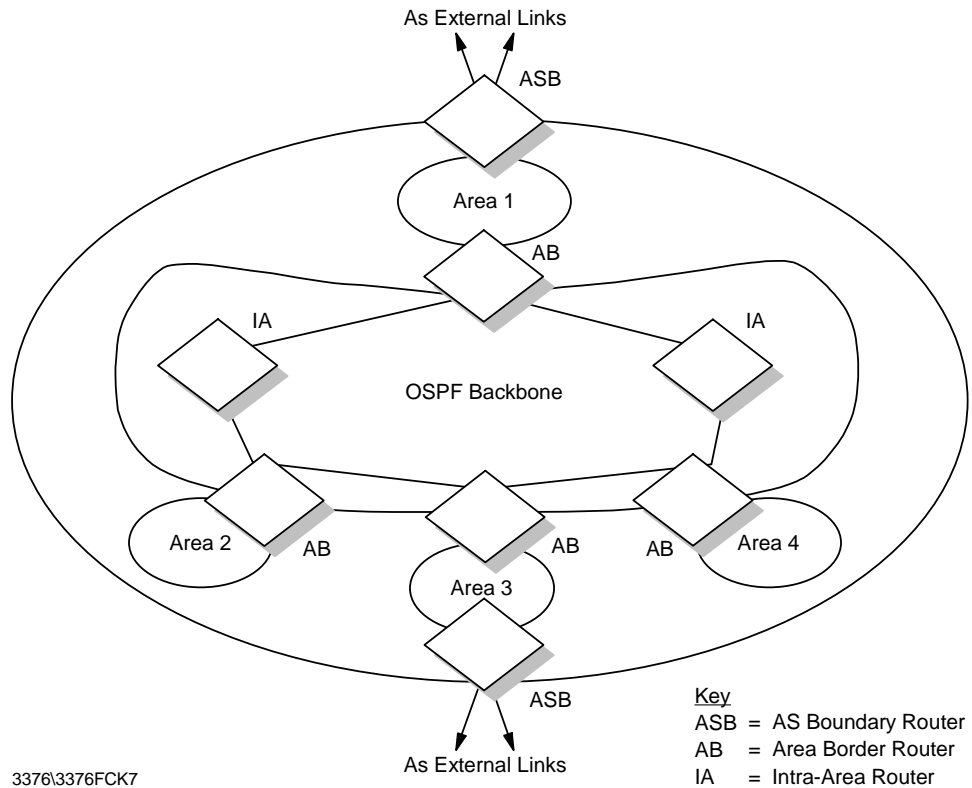 As External Links
ASB
Area 1
AB
IA
IA
OSPF Backbone
Area 2
AB
AB
AB
Area 4
Area 3
ASB
As External Links
Key
ASB = AS Boundary Router
AB = Area Border Router
IA = Intra-Area Router
3376\3376FCK7